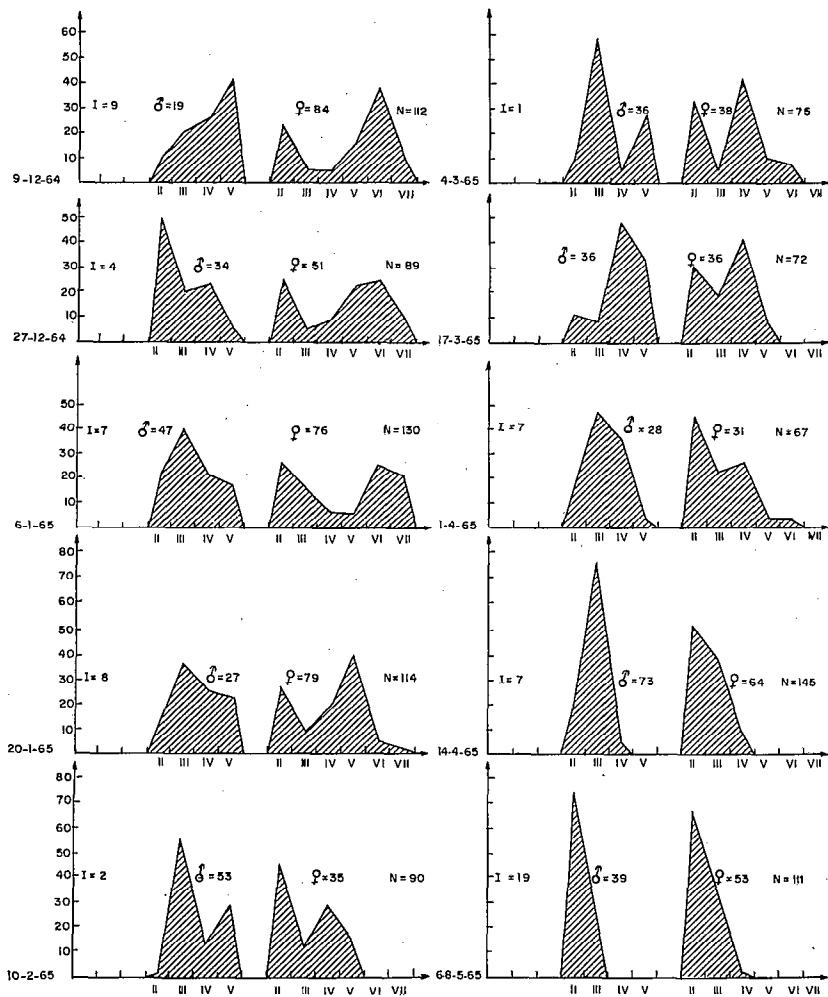 60
50
40
30
20
10
I = 9 ♂ = 19 ♀ = 84 N = 112
9-12-64
II III IV V II III IV V VI VII
I = 1 ♂ = 36 ♀ = 38 N = 75
4-3-65
II III IV V II III IV V VI VII
50
40
30
20
10
I = 4 ♂ = 34 ♀ = 51 N = 89
27-12-64
II III IV V II III IV V VI VII
♂ = 36 ♀ = 36 N = 72
17-3-65
II III IV V II III IV V VI VII
50
40
30
20
10
I = 7 ♂ = 47 ♀ = 76 N = 130
6-1-65
II III IV V II III IV V VI VII
I = 7 ♂ = 28 ♀ = 31 N = 67
1-4-65
II III IV V II III IV V VI VII
80
70
60
50
40
30
20
10
I = 8 ♂ = 27 ♀ = 79 N = 114
20-1-65
II III IV V II III IV V VI VII
I = 7 ♂ = 73 ♀ = 64 N = 145
14-4-65
II III IV V II III IV V VI VII
80
70
60
50
40
30
20
10
I = 2 ♂ = 53 ♀ = 35 N = 90
10-2-65
II III IV V II III IV V VI VII
I = 19 ♂ = 39 ♀ = 53 N = 111
6-8-5-65
II III IV V II III IV V VI VII